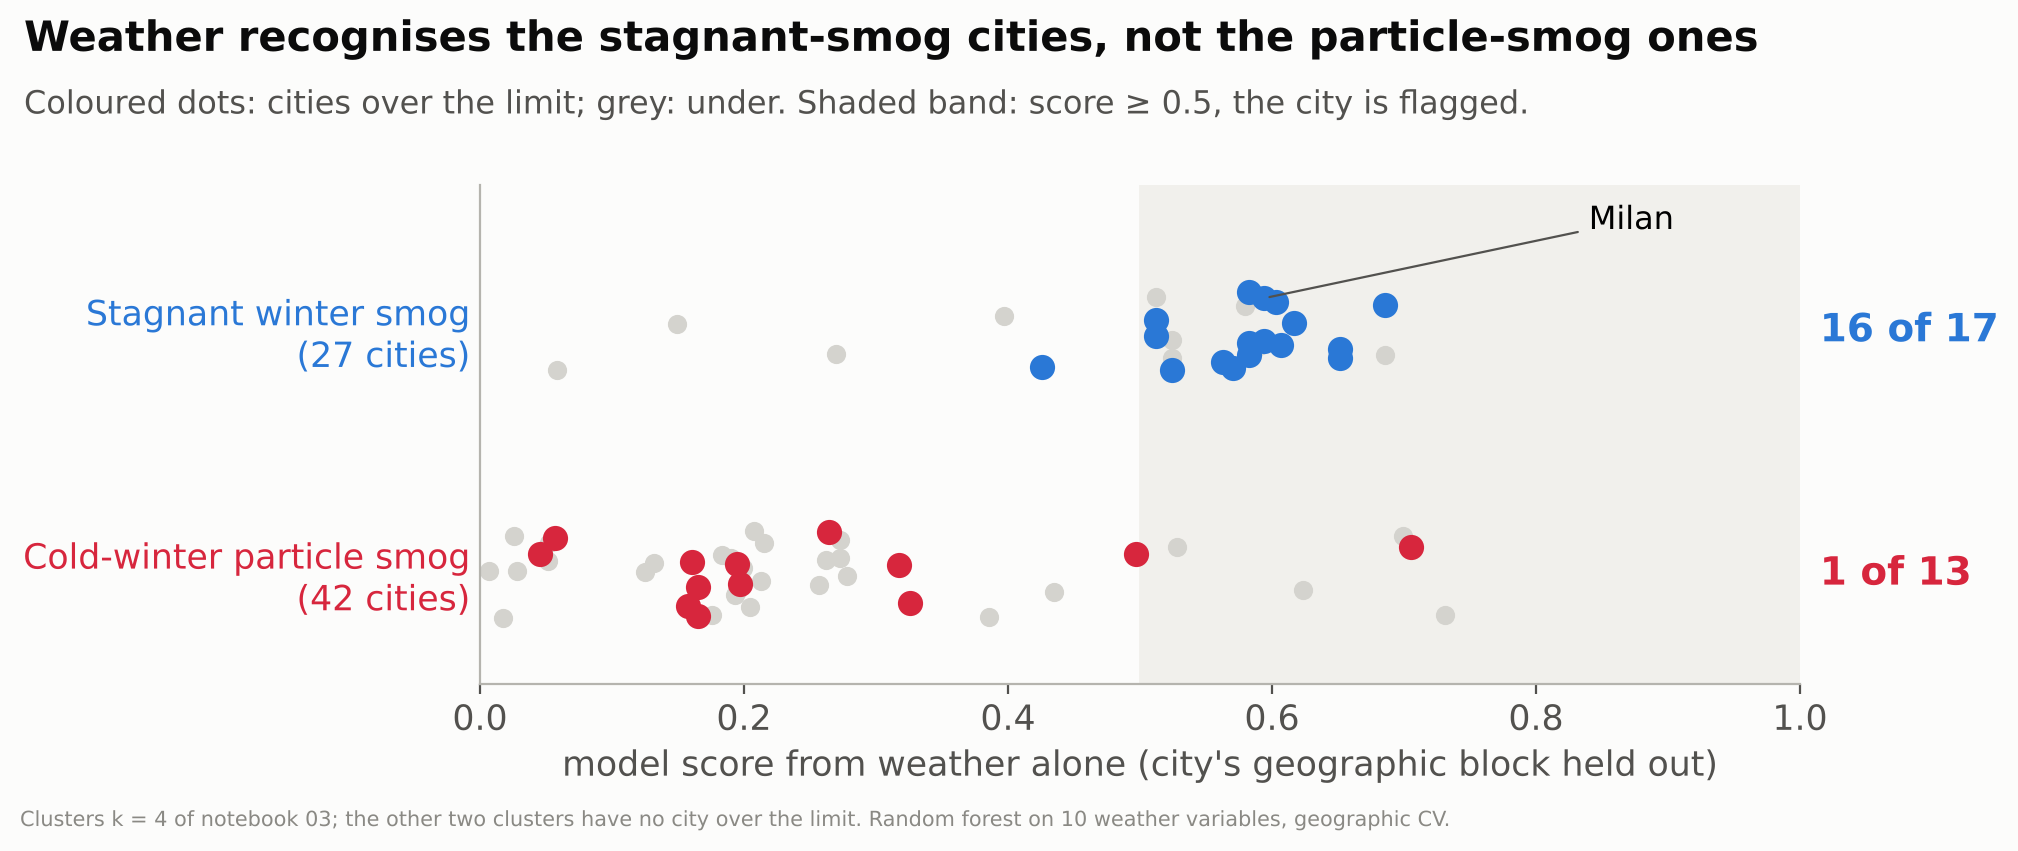 Weather recognises the stagnant-smog cities, not the particle-smog ones
Coloured dots: cities over the limit; grey: under. Shaded band: score ≥ 0.5, the city is flagged.
Milan
Stagnant winter smog
(27 cities)
16 of 17
Cold-winter particle smog
(42 cities)
1 of 13
0.0 0.2 0.4 0.6 0.8 1.0
model score from weather alone (city's geographic block held out)
Clusters k = 4 of notebook 03; the other two clusters have no city over the limit. Random forest on 10 weather variables, geographic CV.